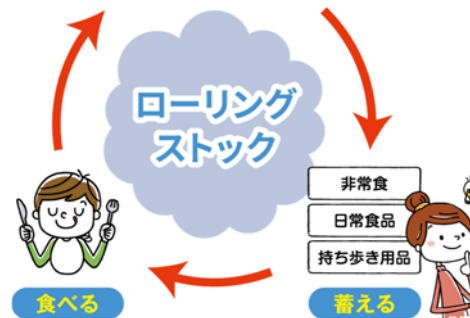 ローリング
ストック
非常食
日常食品
持ち歩き用品
食べる
蓄える